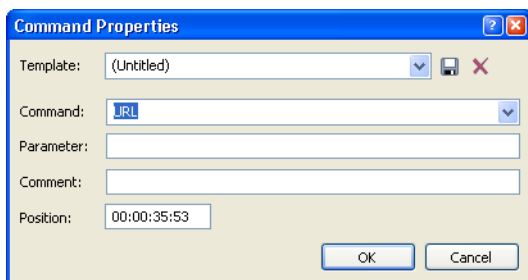 Command Properties
Template: (Untitled)
Command: URL
Parameter:
Comment:
Position: 00:00:35:53
OK Cancel